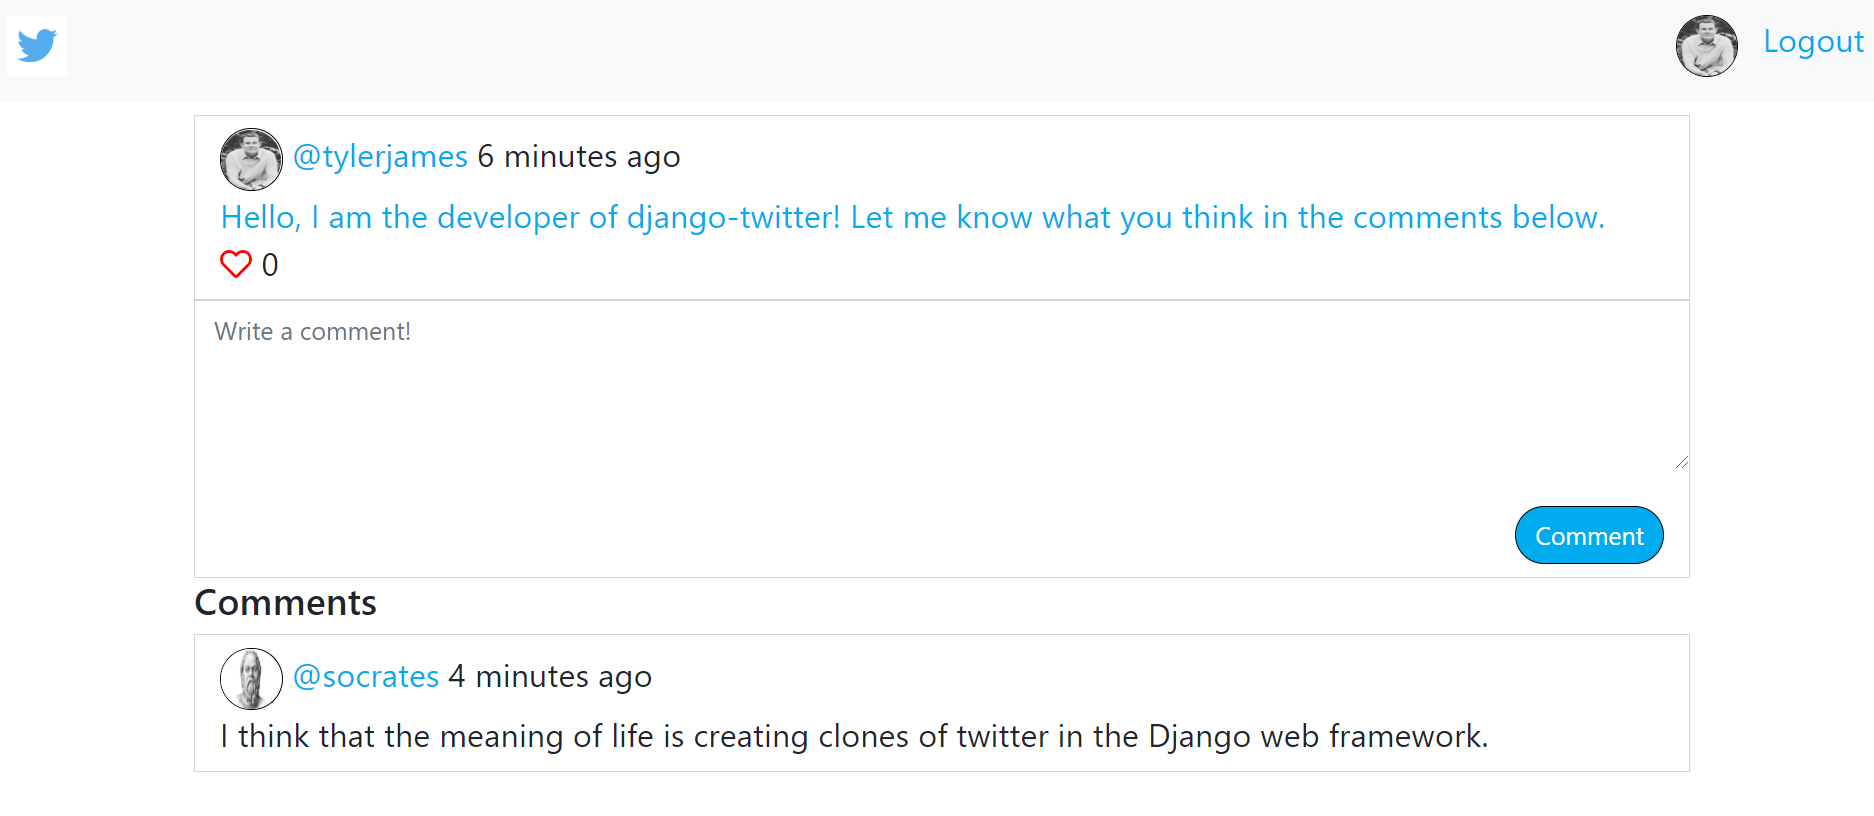 Logout
@tylerjames 6 minutes ago
Hello, I am the developer of django-twitter! Let me know what you think in the comments below.
0
Write a comment!
Comment
Comments
@socrates 4 minutes ago
I think that the meaning of life is creating clones of twitter in the Django web framework.